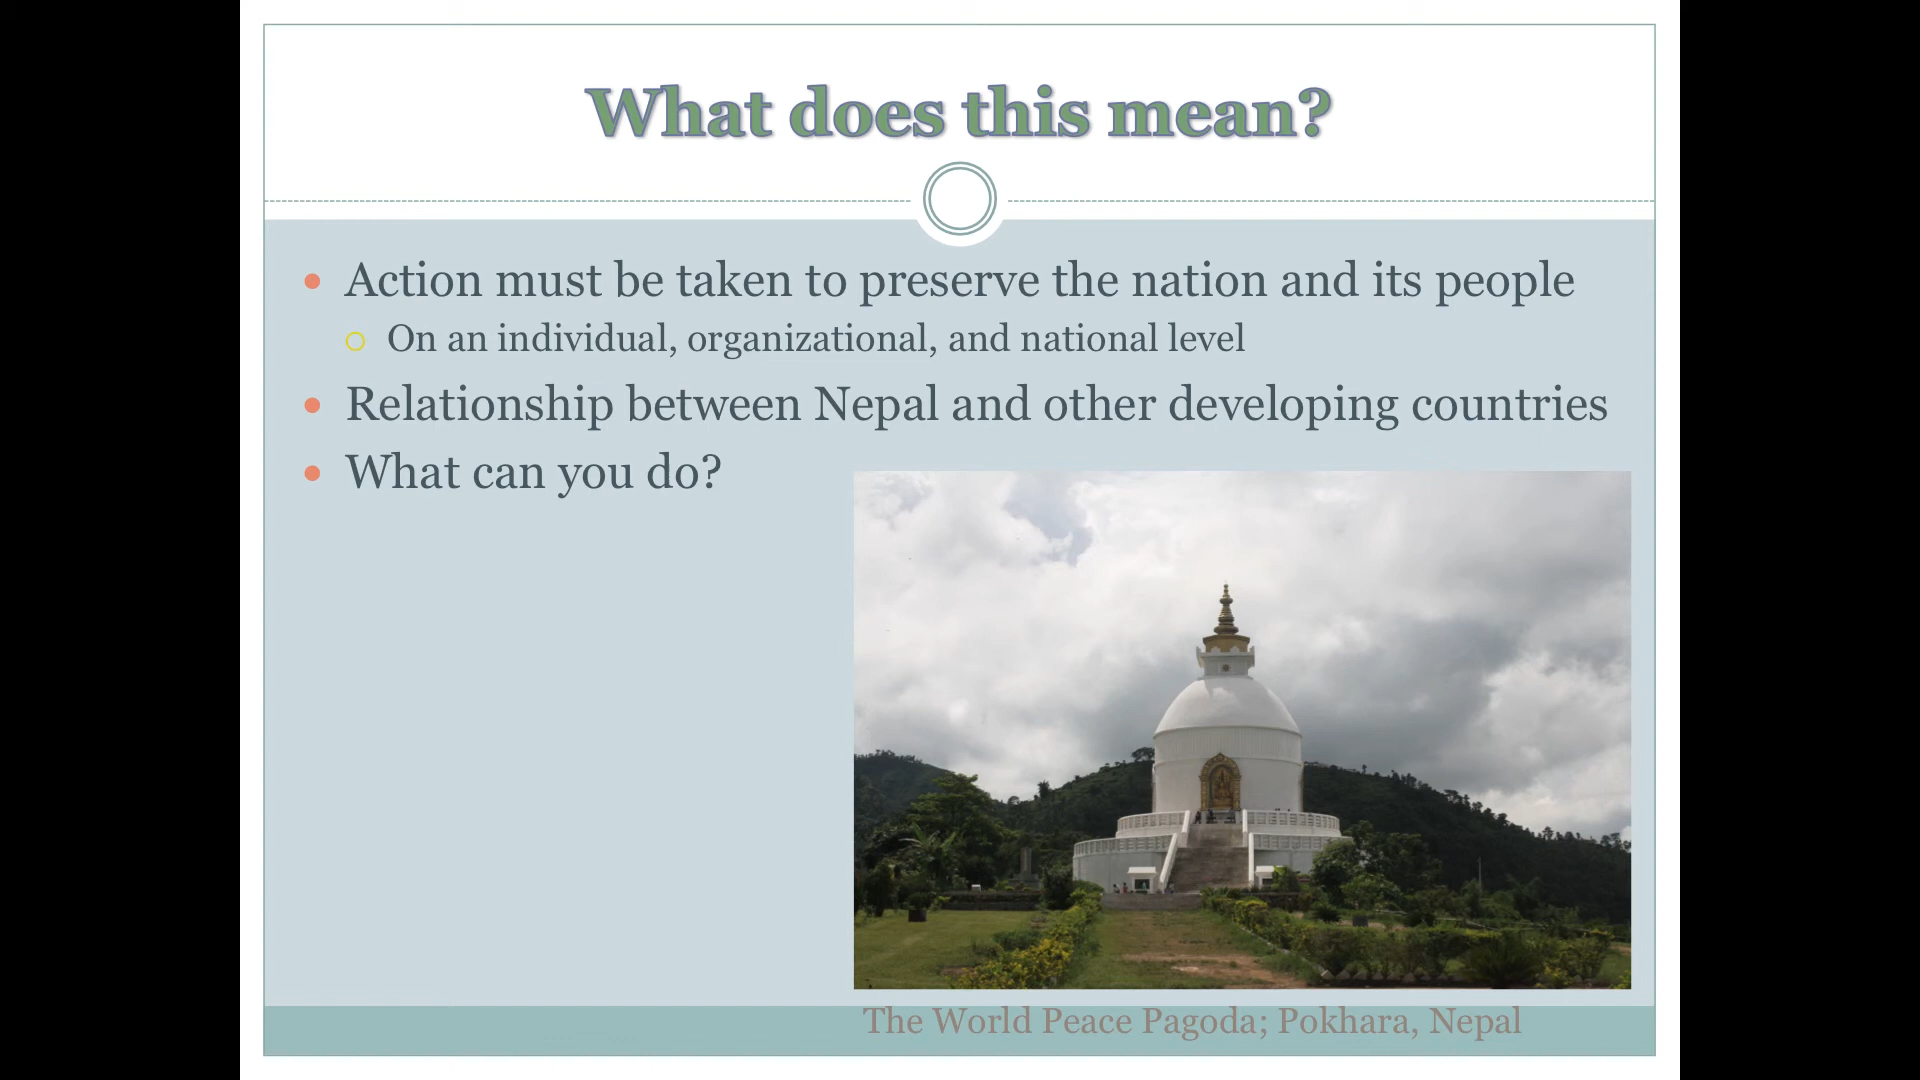 What does this mean?
Action must be taken to preserve the nation and its people
On an individual, organizational, and national level
Relationship between Nepal and other developing countries
What can you do?
The World Peace Pagoda; Pokhara, Nepal